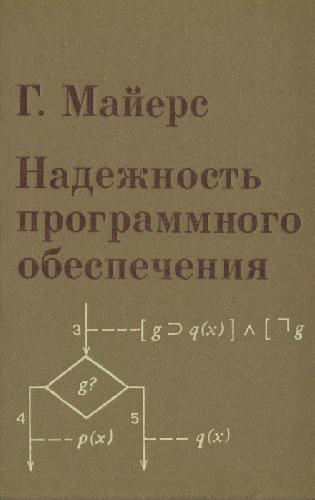 Г. Майерс
Надежность
программного
обеспечения
3 [g ⊃ q(x)] ∧ [¬g
g?
4 5
p(x) q(x)